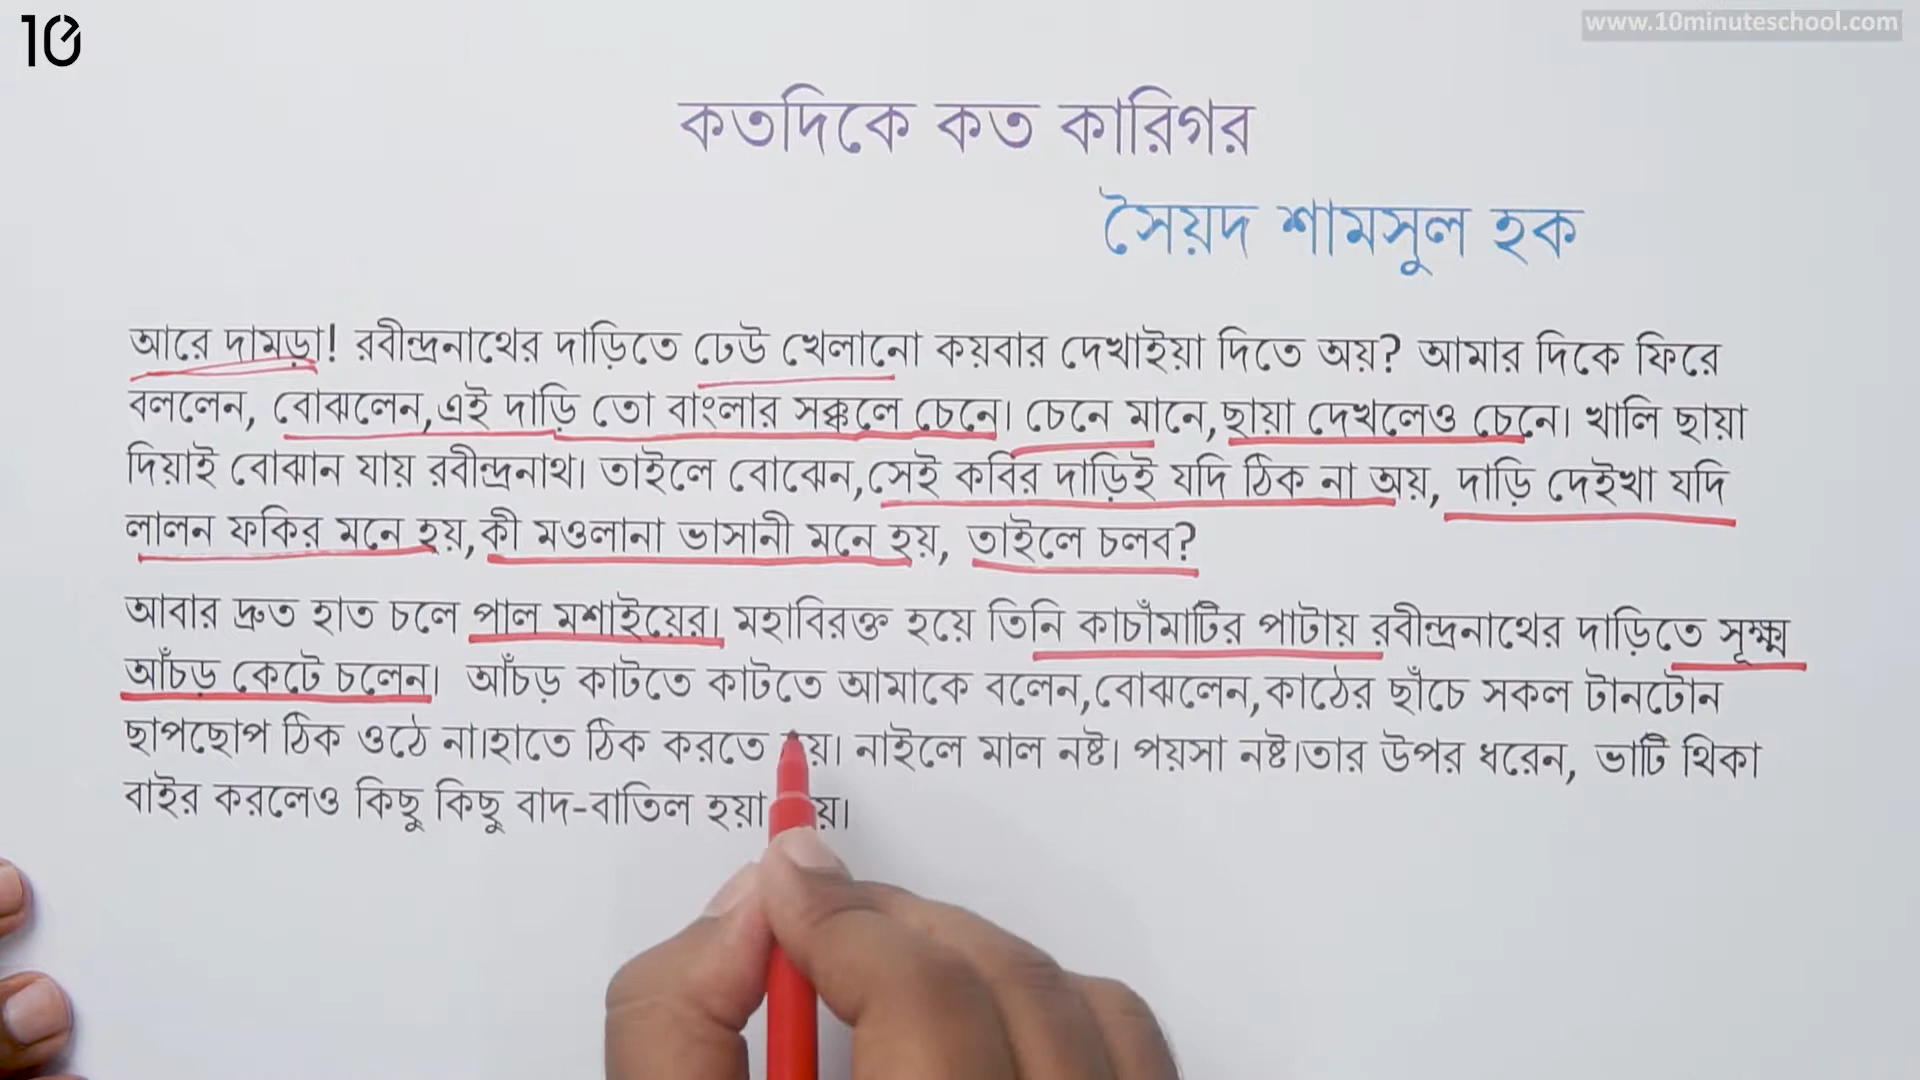 10
www.10minuteschool.com
কতদিকে কত কারিগর
সৈয়দ শামসুল হক
আরে দামড়া! রবীন্দ্রনাথের দাড়িতে ঢেউ খেলানো কয়বার দেখাইয়া দিতে অয়? আমার দিকে ফিরে
বললেন, বোঝলেন,এই দাড়ি তো বাংলার সক্কলে চেনে। চেনে মানে,ছায়া দেখলেও চেনে। খালি ছায়া
দিয়াই বোঝান যায় রবীন্দ্রনাথ। তাইলে বোঝেন,সেই কবির দাড়িই যদি ঠিক না অয়, দাড়ি দেইখা যদি
লালন ফকির মনে হয়,কী মওলানা ভাসানী মনে হয়, তাইলে চলব?
আবার দ্রুত হাত চলে পাল মশাইয়ের। মহাবিরক্ত হয়ে তিনি কাচাঁমাটির পাটায় রবীন্দ্রনাথের দাড়িতে সূক্ষ্ম
আঁচড় কেটে চলেন। আঁচড় কাটতে কাটতে আমাকে বলেন,বোঝলেন,কাঠের ছাঁচে সকল টানটোন
ছাপছোপ ঠিক ওঠে না।হাতে ঠিক করতে নাইলে মাল নষ্ট। পয়সা নষ্ট।তার উপর ধরেন, ভাটি থিকা
বাইর করলেও কিছু কিছু বাদ-বাতিল হয়া